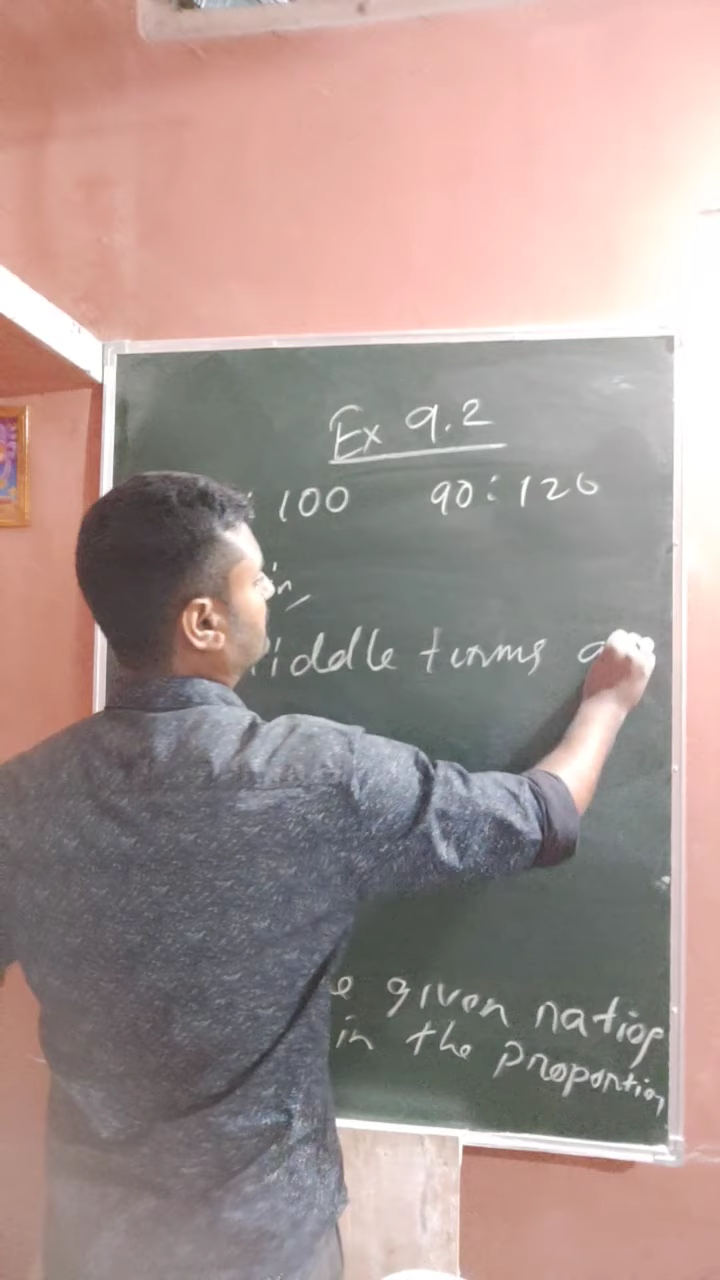 Ex 9.2
: 100 90 : 120
in
iddle terms a
e given ratios
in the proportion